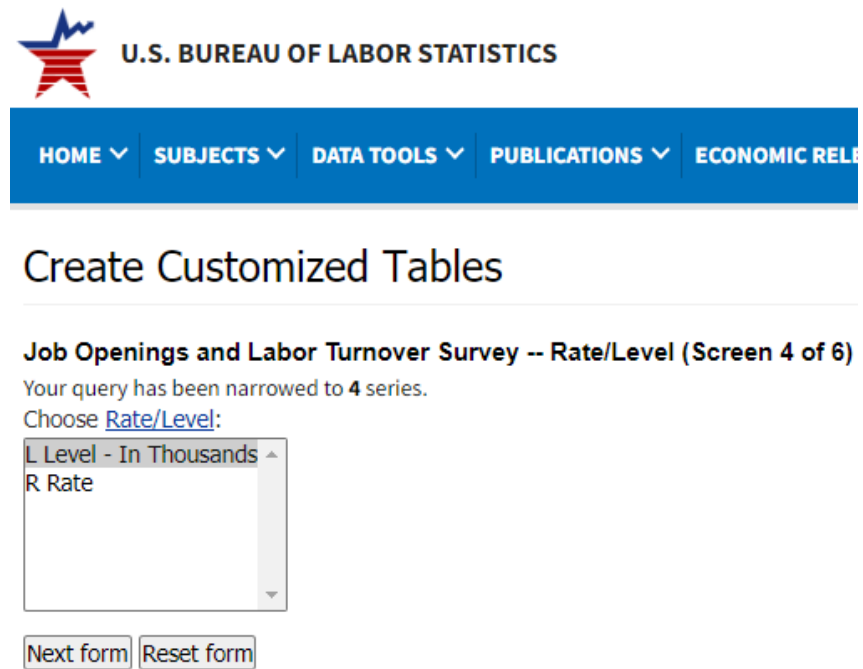 U.S. BUREAU OF LABOR STATISTICS
HOME SUBJECTS DATA TOOLS PUBLICATIONS ECONOMIC RELE
Create Customized Tables
Job Openings and Labor Turnover Survey -- Rate/Level (Screen 4 of 6)
Your query has been narrowed to 4 series.
Choose Rate/Level:
L Level - In Thousands
R Rate
Next form Reset form